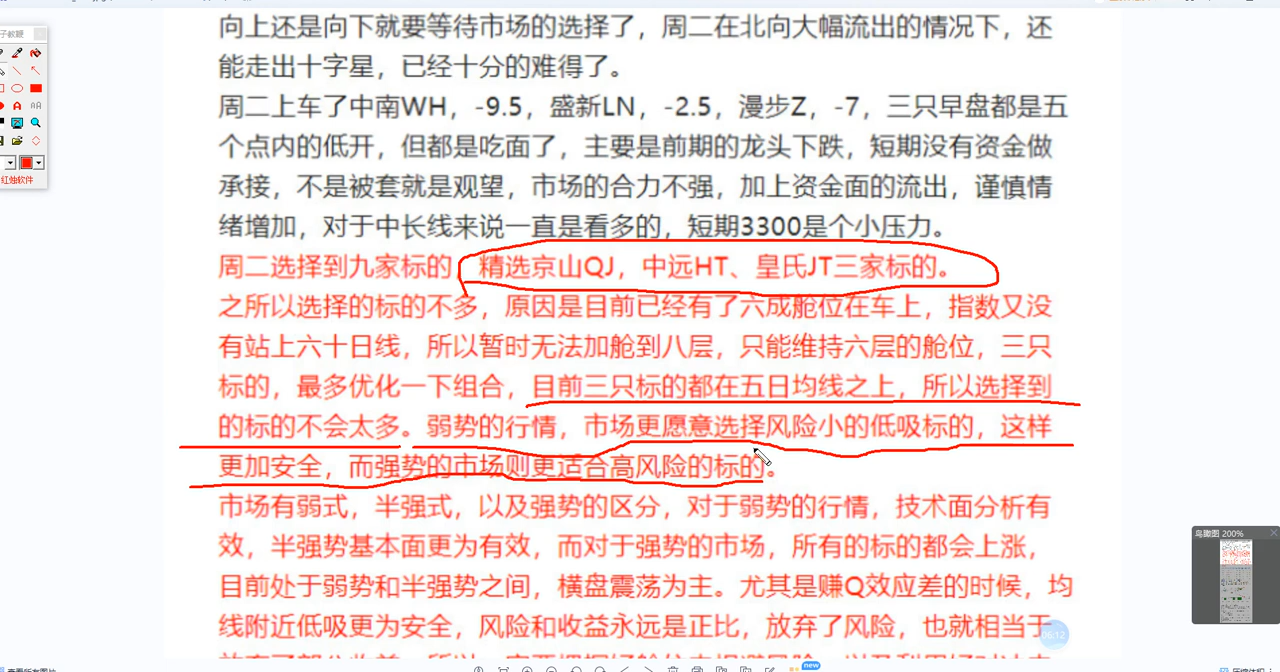 向上还是向下就要等待市场的选择了，周二在北向大幅流出的情况下，还
能走出十字星，已经十分的难得了。
周二上车了中南WH，-9.5，盛新LN，-2.5，漫步Z，-7，三只早盘都是五
个点内的低开，但都是吃面了，主要是前期的龙头下跌，短期没有资金做
承接，不是被套就是观望，市场的合力不强，加上资金面的流出，谨慎情
绪增加，对于中长线来说一直是看多的，短期3300是个小压力。
周二选择到九家标的 精选京山QJ，中远HT、皇氏JT三家标的。
之所以选择的标的不多，原因是目前已经有了六成舱位在车上，指数又没
有站上六十日线，所以暂时无法加舱到八层，只能维持六层的舱位，三只
标的，最多优化一下组合，目前三只标的都在五日均线之上，所以选择到
的标的不会太多。弱势的行情，市场更愿意选择风险小的低吸标的，这样
更加安全，而强势的市场则更适合高风险的标的。
市场有弱式，半强式，以及强势的区分，对于弱势的行情，技术面分析有
效，半强势基本面更为有效，而对于强势的市场，所有的标的都会上涨，
目前处于弱势和半强势之间，横盘震荡为主。尤其是赚Q效应差的时候，均
线附近低吸更为安全，风险和收益永远是正比，放弃了风险，也就相当于
子教鞭
红烛软件
鸟瞰图 200%
06:12
new